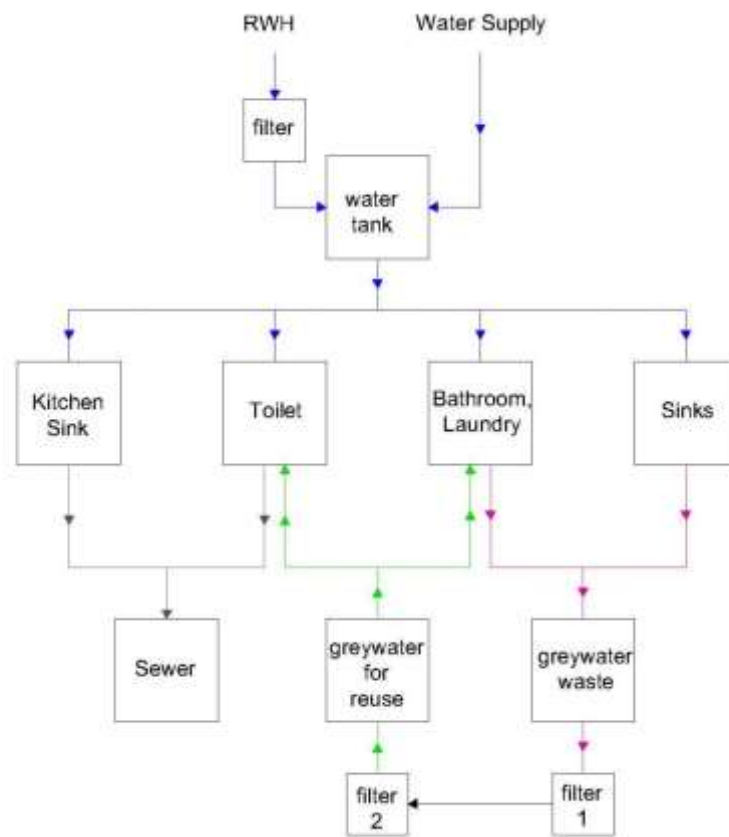 RWH
Water Supply
filter
water
tank
Kitchen
Sink
Toilet
Bathroom,
Laundry
Sinks
Sewer
greywater
for
reuse
greywater
waste
filter
2
filter
1